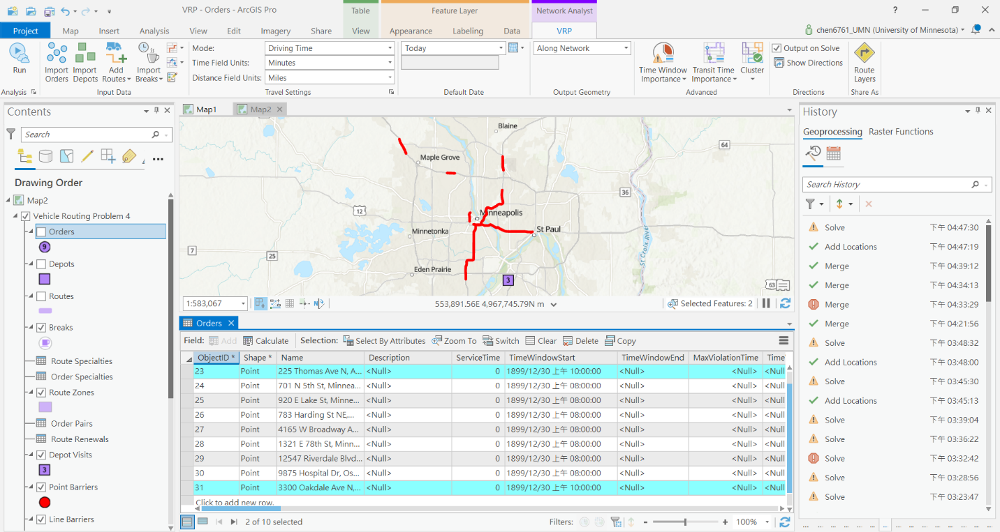 VRP - Orders - ArcGIS Pro
Table
Feature Layer
Network Analyst
?
Project
Map
Insert
Analysis
View
Edit
Imagery
Share
View
Appearance
Labeling
Data
VRP
chen6761_UMN (University of Minnesota)
Run
Import Orders
Import Depots
Add Routes
Import Breaks
Mode:
Driving Time
Time Field Units:
Minutes
Distance Field Units:
Miles
Today
Along Network
Time Window Importance
Transit Time Importance
Cluster
Output on Solve
Show Directions
Route Layers
Analysis
Input Data
Travel Settings
Default Date
Output Geometry
Advanced
Directions
Share As
Contents
Search
Drawing Order
Map2
Vehicle Routing Problem 4
Orders
9
Depots
Routes
Breaks
Route Specialties
Order Specialties
Route Zones
Order Pairs
Route Renewals
Depot Visits
3
Point Barriers
Line Barriers
Map1
Map2
Blaine
Maple Grove
64
36
12
Minneapolis
Minnetonka
St Paul
St Croix River
7
25
Eden Prairie
3
63
1:583,067
553,891.56E 4,967,745.79N m
Selected Features: 2
Orders
Field:
Add
Calculate
Selection:
Select By Attributes
Zoom To
Switch
Clear
Delete
Copy
ObjectID * Shape * Name Description ServiceTime TimeWindowStart TimeWindowEnd MaxViolationTime Time
23 Point 225 Thomas Ave N, A... <Null> 0 1899/12/30 上午 10:00:00 <Null> <Null> <Null
24 Point 701 N 5th St, Minnea... <Null> 0 1899/12/30 上午 08:00:00 <Null> <Null> <Null
25 Point 920 E Lake St, Minne... <Null> 0 1899/12/30 上午 08:00:00 <Null> <Null> <Null
26 Point 783 Harding St NE,... <Null> 0 1899/12/30 上午 08:00:00 <Null> <Null> <Null
27 Point 4165 W Broadway A... <Null> 0 1899/12/30 上午 08:00:00 <Null> <Null> <Null
28 Point 1321 E 78th St, Minn... <Null> 0 1899/12/30 上午 08:00:00 <Null> <Null> <Null
29 Point 12547 Riverdale Blvd... <Null> 0 1899/12/30 上午 08:00:00 <Null> <Null> <Null
30 Point 9875 Hospital Dr, Os... <Null> 0 1899/12/30 上午 08:00:00 <Null> <Null> <Null
31 Point 3300 Oakdale Ave N,... <Null> 0 1899/12/30 上午 10:00:00 <Null> <Null> <Null
Click to add new row.
2 of 10 selected
Filters:
100%
History
Geoprocessing
Raster Functions
Search History
Solve 下午 04:47:30
Add Locations 下午 04:47:19
Merge 下午 04:39:12
Merge 下午 04:34:13
Merge 下午 04:33:29
Merge 下午 04:21:56
Solve 下午 03:48:32
Add Locations 下午 03:48:00
Solve 下午 03:45:30
Add Locations 下午 03:45:13
Solve 下午 03:39:04
Solve 下午 03:36:22
Solve 下午 03:32:42
Solve 下午 03:28:56
Solve 下午 03:23:47